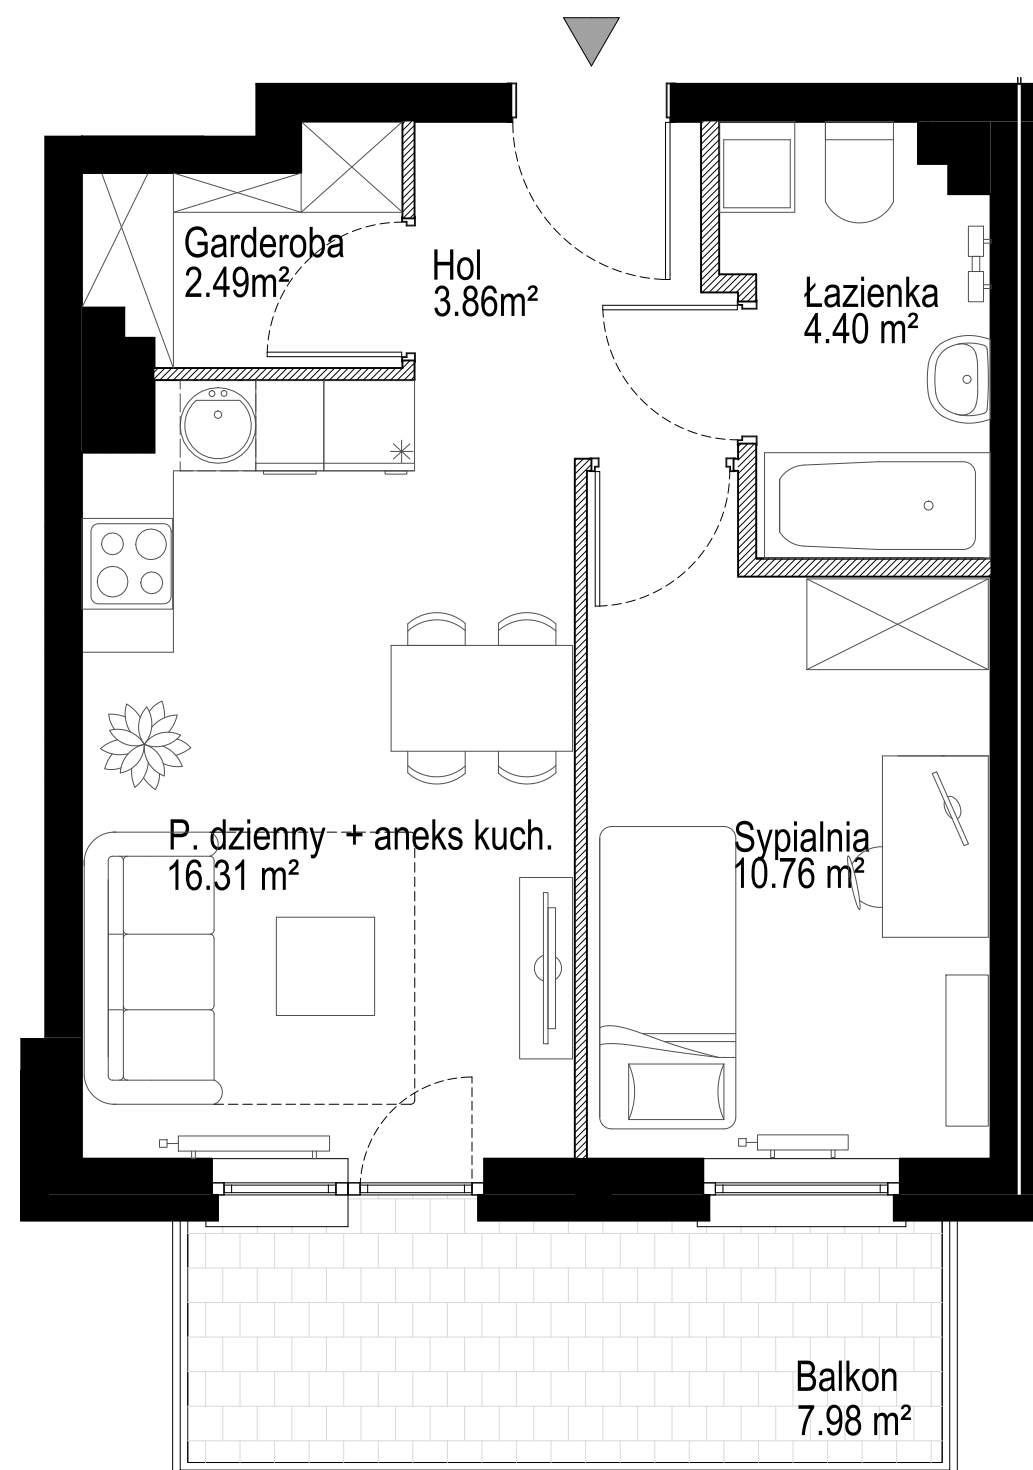 Garderoba
2.49m²
Hol
3.86m²
Łazienka
4.40 m²
P. dzienny + aneks kuch.
16.31 m²
Sypialnia
10.76 m²
Balkon
7.98 m²